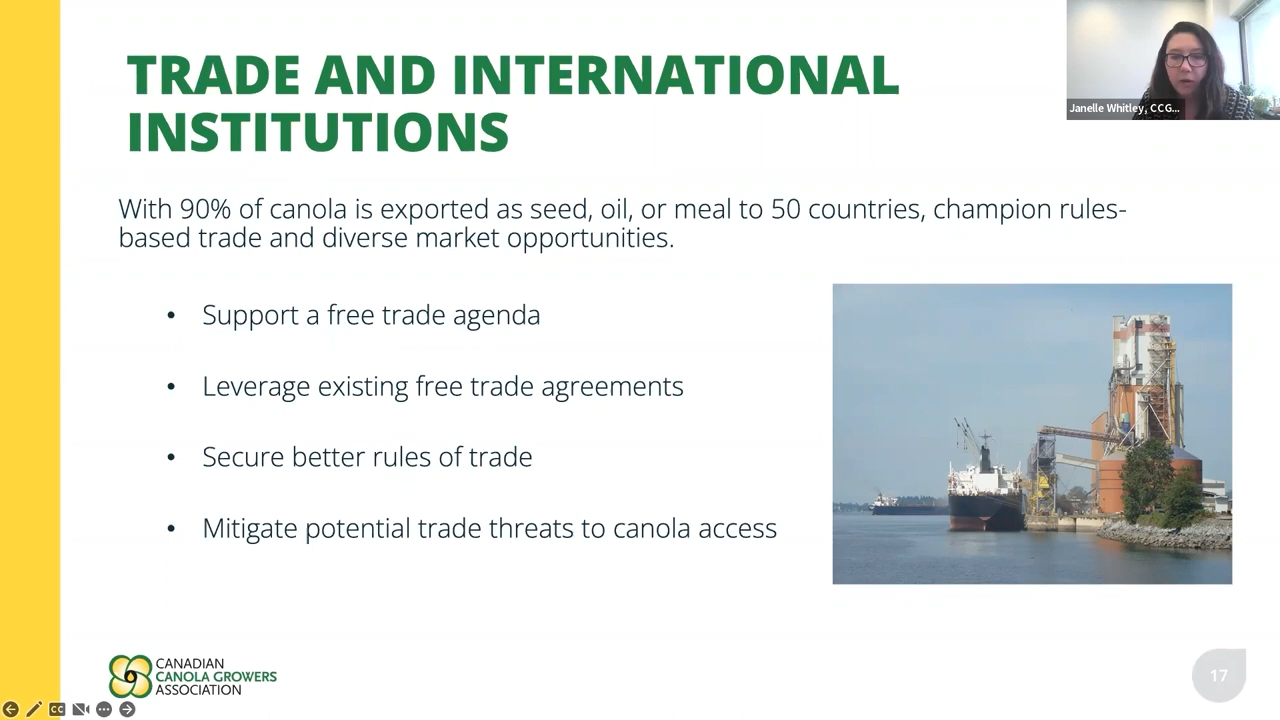 TRADE AND INTERNATIONAL
INSTITUTIONS
Janelle Whitley, CCG...
With 90% of canola is exported as seed, oil, or meal to 50 countries, champion rules-
based trade and diverse market opportunities.
• Support a free trade agenda
• Leverage existing free trade agreements
• Secure better rules of trade
• Mitigate potential trade threats to canola access
CANADIAN
CANOLA GROWERS
ASSOCIATION
17
CC